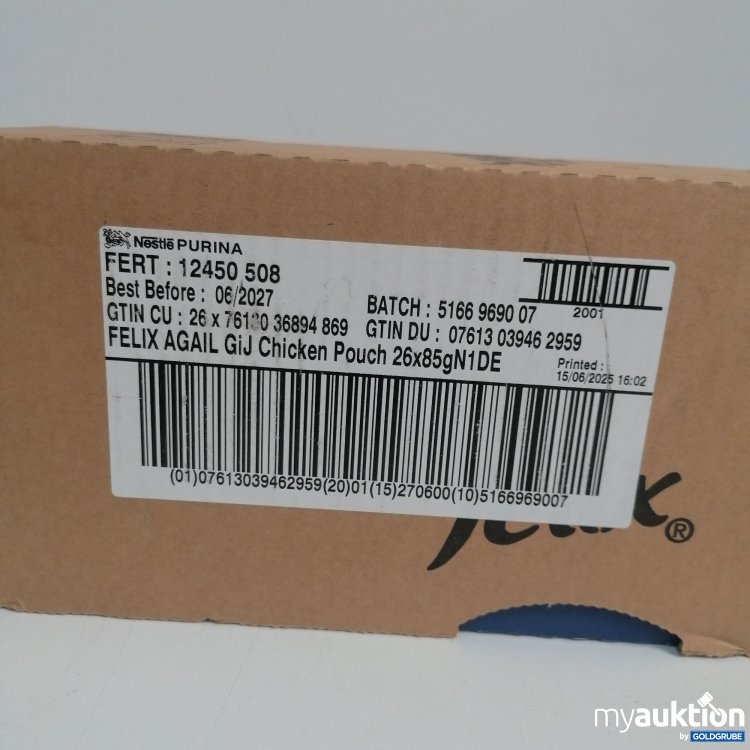 Nestlé PURINA
FERT : 12450 508
Best Before : 06/2027
BATCH : 5166 9690 07
2001
GTIN CU : 26 x 76130 36894 869
GTIN DU : 07613 03946 2959
FELIX AGAIL GiJ Chicken Pouch 26x85gN1DE
Printed :
15/06/2025 16:02
(01)07613039462959(20)01(15)270600(10)5166969007
felix®
myauktion
by GOLDGRUBE